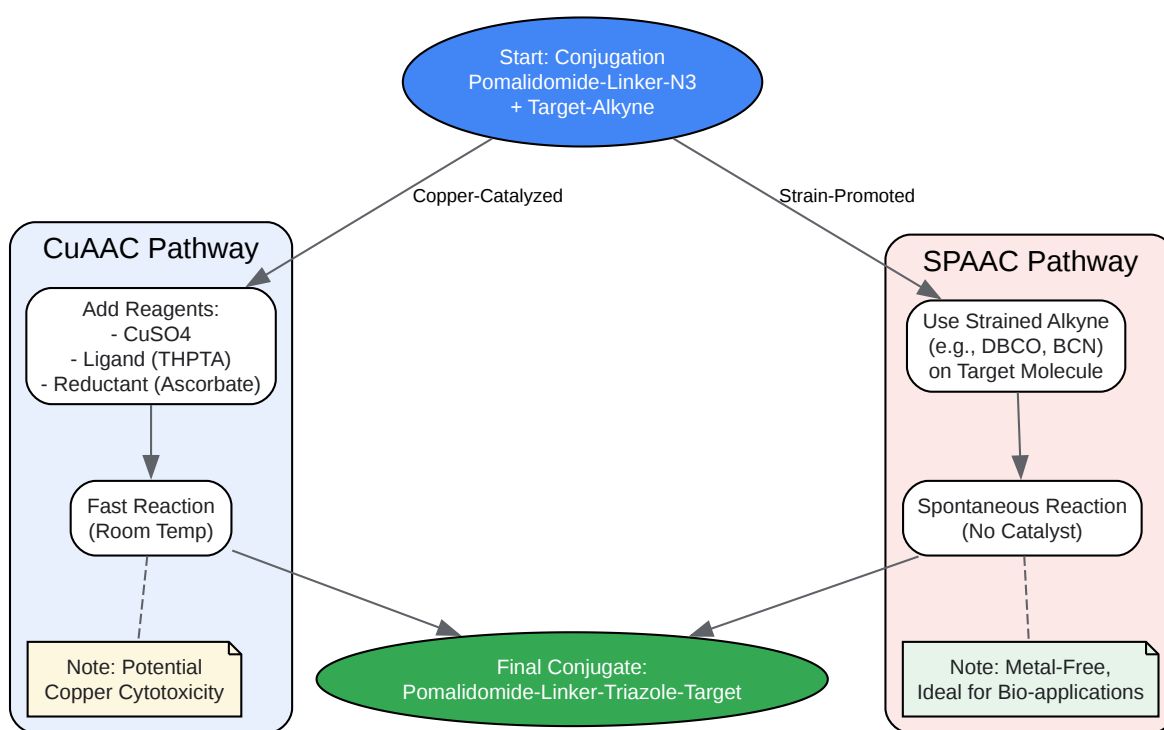 Start: Conjugation
Pomalidomide-Linker-N3
+ Target-Alkyne
Copper-Catalyzed
Strain-Promoted
CuAAC Pathway
Add Reagents:
- CuSO4
- Ligand (THPTA)
- Reductant (Ascorbate)
Fast Reaction
(Room Temp)
Note: Potential
Copper Cytotoxicity
SPAAC Pathway
Use Strained Alkyne
(e.g., DBCO, BCN)
on Target Molecule
Spontaneous Reaction
(No Catalyst)
Note: Metal-Free,
Ideal for Bio-applications
Final Conjugate:
Pomalidomide-Linker-Triazole-Target